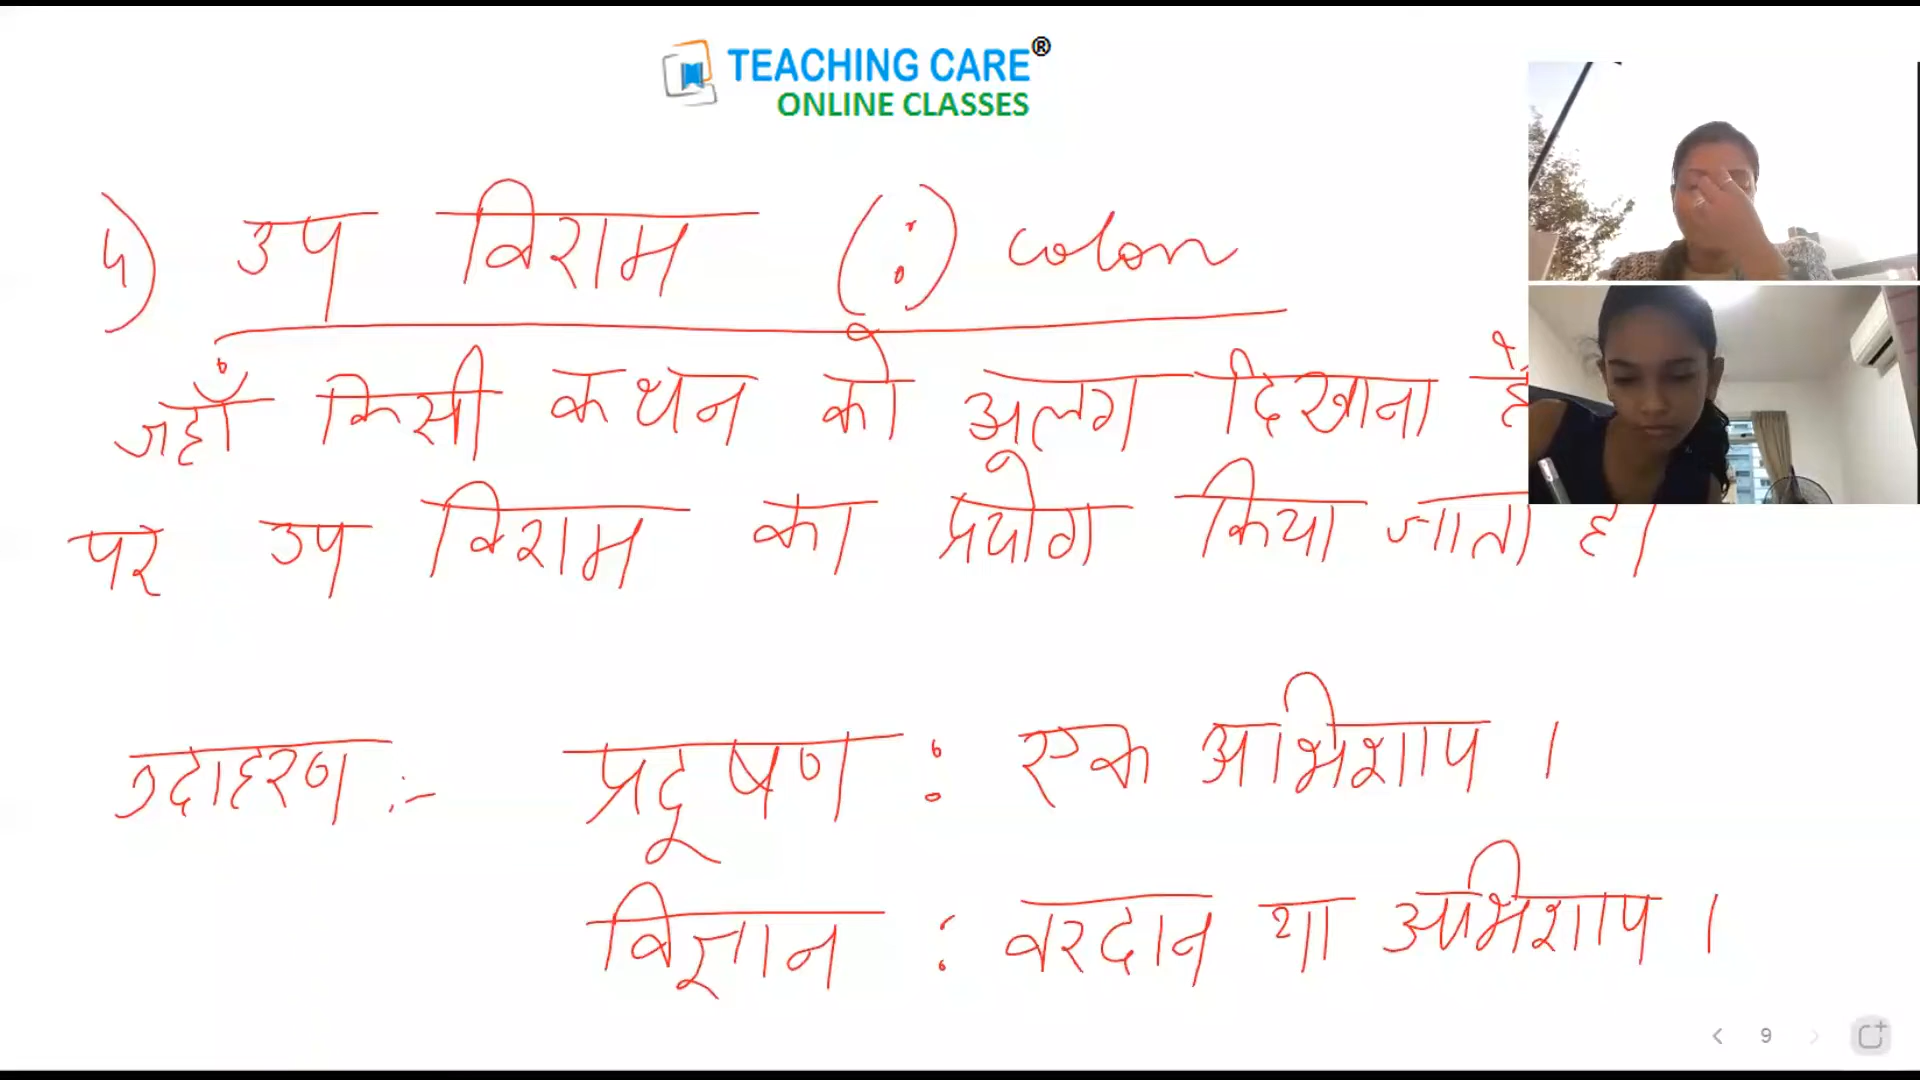 TEACHING CARE®
ONLINE CLASSES
५) उप विराम (:) colon
जहाँ किसी कथन को अलग दिखाना है
पर उप विराम का प्रयोग किया जाता है।
उदाहरण :- प्रदूषण : एक अभिशाप ।
विज्ञान : वरदान या अभिशाप ।
9